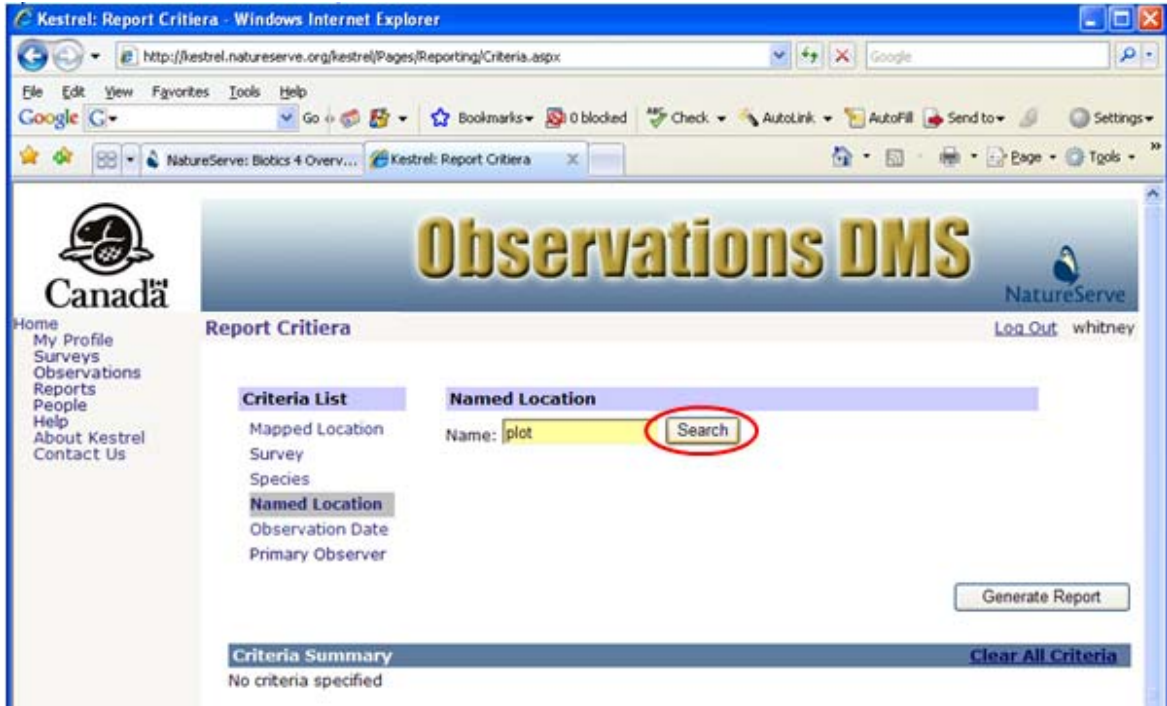 Kestrel: Report Critiera - Windows Internet Explorer
http://kestrel.natureserve.org/kestrel/Pages/Reporting/Criteria.aspx Google
File Edit View Favorites Tools Help
Google G Go Bookmarks 0 blocked ABC Check AutoLink AutoFill Send to Settings
NatureServe: Biotics 4 Overv... Kestrel: Report Critiera X Page Tools »
Canada
Observations DMS
NatureServe
Home
My Profile
Surveys
Observations
Reports
People
Help
About Kestrel
Contact Us
Report Critiera
Log Out whitney
Criteria List
Mapped Location
Survey
Species
Named Location
Observation Date
Primary Observer
Named Location
Name: plot Search
Generate Report
Criteria Summary Clear All Criteria
No criteria specified